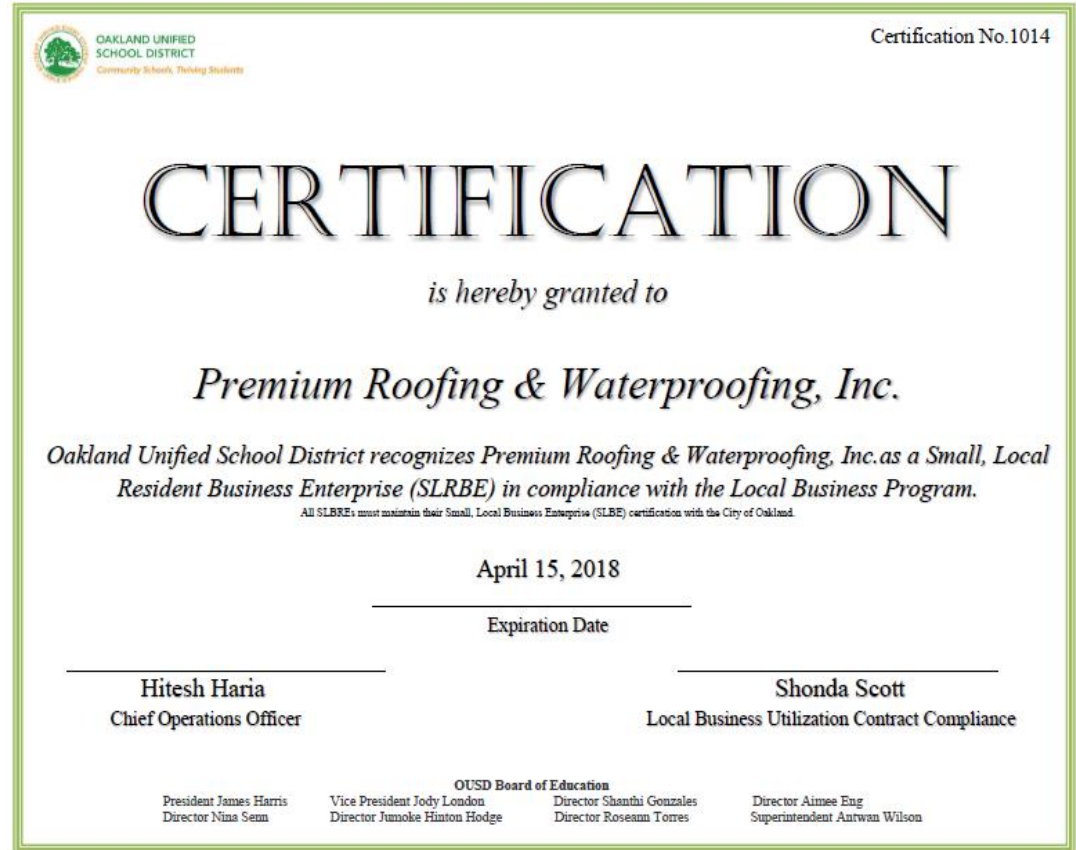 OAKLAND UNIFIED
SCHOOL DISTRICT
Community Schools, Thriving Students
Certification No.1014
CERTIFICATION
is hereby granted to
Premium Roofing & Waterproofing, Inc.
Oakland Unified School District recognizes Premium Roofing & Waterproofing, Inc.as a Small, Local
Resident Business Enterprise (SLRBE) in compliance with the Local Business Program.
All SLBREs must maintain their Small, Local Business Enterprise (SLBE) certification with the City of Oakland.
April 15, 2018
Expiration Date
Hitesh Haria
Chief Operations Officer
Shonda Scott
Local Business Utilization Contract Compliance
OUSD Board of Education
President James Harris Vice President Jody London Director Shanthi Gonzales Director Aimee Eng
Director Nina Senn Director Jumoke Hinton Hodge Director Roseann Torres Superintendent Antwan Wilson